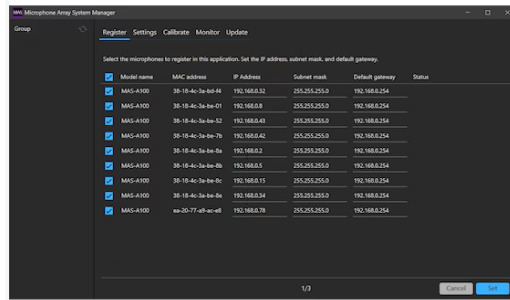 MAS Microphone Array System Manager
Group
Register Settings Calibrate Monitor Update
Select the microphones to register in this application. Set the IP address, subnet mask, and default gateway.
Model name MAC address IP Address Subnet mask Default gateway Status
MAS-A100 38-18-4c-3a-bd-f4 192.168.0.32 255.255.255.0 192.168.0.254
MAS-A100 38-18-4c-3a-be-01 192.168.0.8 255.255.255.0 192.168.0.254
MAS-A100 38-18-4c-3a-be-52 192.168.0.43 255.255.255.0 192.168.0.254
MAS-A100 38-18-4c-3a-be-7b 192.168.0.42 255.255.255.0 192.168.0.254
MAS-A100 38-18-4c-3a-be-8a 192.168.0.2 255.255.255.0 192.168.0.254
MAS-A100 38-18-4c-3a-be-8b 192.168.0.5 255.255.255.0 192.168.0.254
MAS-A100 38-18-4c-3a-be-8c 192.168.0.15 255.255.255.0 192.168.0.254
MAS-A100 38-18-4c-3a-be-8e 192.168.0.34 255.255.255.0 192.168.0.254
MAS-A100 ea-20-77-a9-ac-e8 192.168.0.78 255.255.255.0 192.168.0.254
1/3
Cancel Set